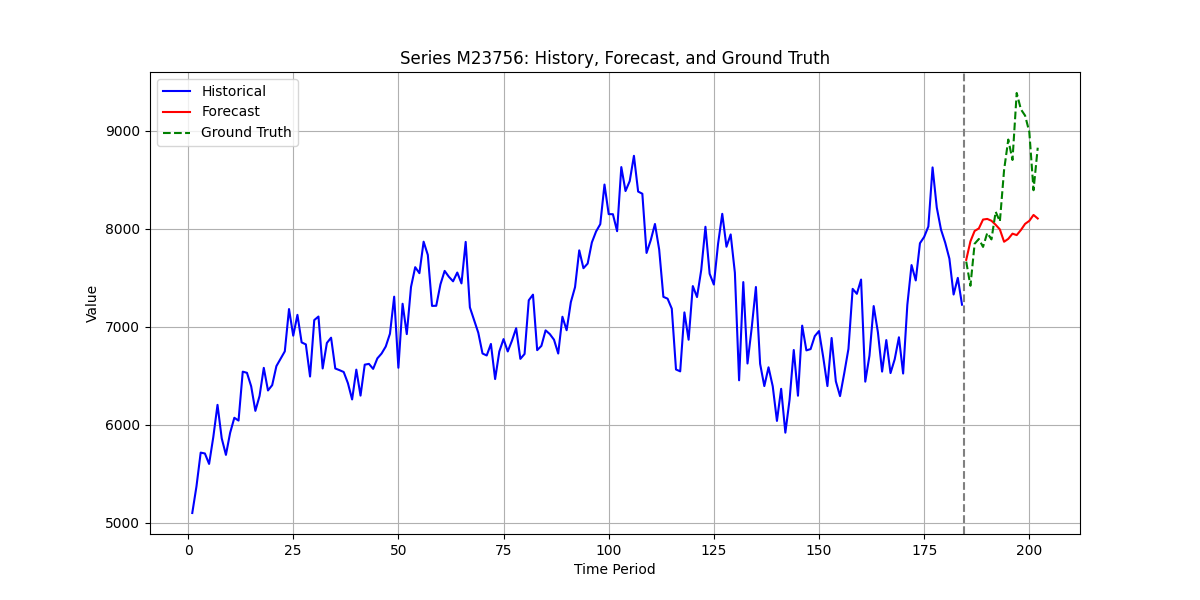 Series M23756: History, Forecast, and Ground Truth
Historical
Forecast
Ground Truth
9000
8000
7000
6000
5000
Value
0 25 50 75 100 125 150 175 200
Time Period